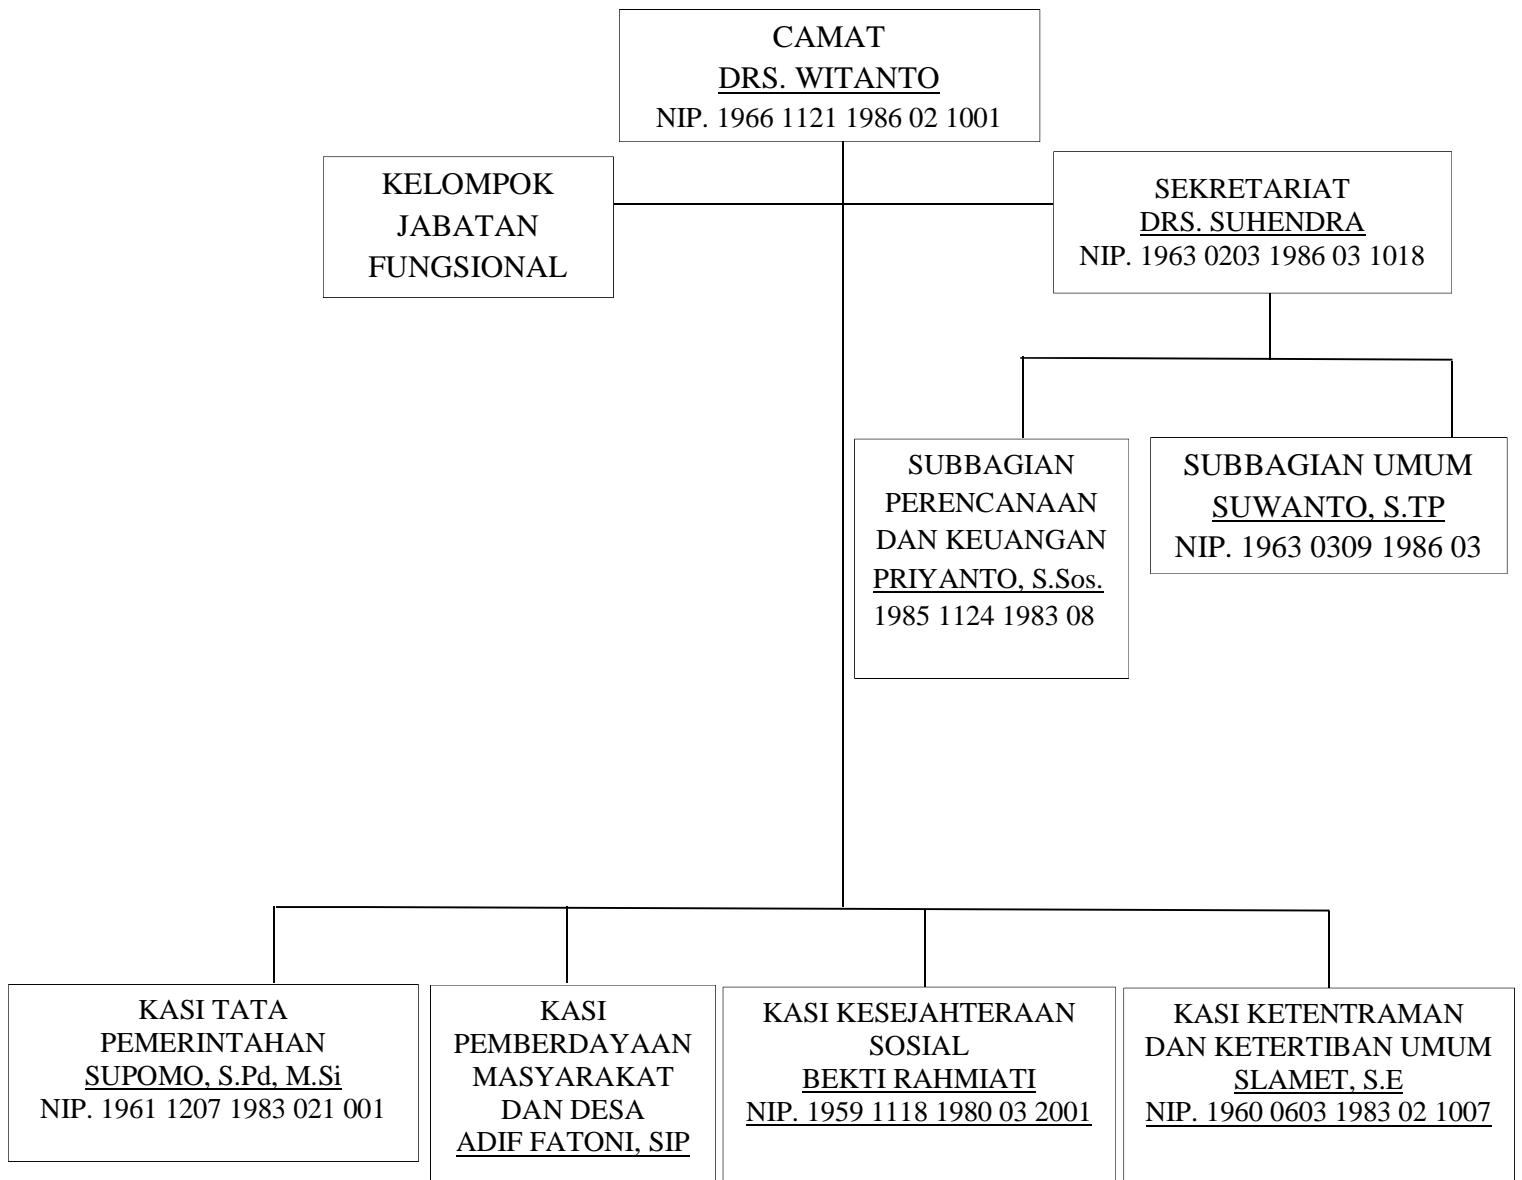 CAMAT
DRS. WITANTO
NIP. 1966 1121 1986 02 1001
KELOMPOK
JABATAN
FUNGSIONAL
SEKRETARIAT
DRS. SUHENDRA
NIP. 1963 0203 1986 03 1018
SUBBAGIAN
PERENCANAAN
DAN KEUANGAN
PRIYANTO, S.Sos.
1985 1124 1983 08
SUBBAGIAN UMUM
SUWANTO, S.TP
NIP. 1963 0309 1986 03
KASI TATA
PEMERINTAHAN
SUPOMO, S.Pd, M.Si
NIP. 1961 1207 1983 021 001
KASI
PEMBERDAYAAN
MASYARAKAT
DAN DESA
ADIF FATONI, SIP
KASI KESEJAHTERAAN
SOSIAL
BEKTI RAHMIATI
NIP. 1959 1118 1980 03 2001
KASI KETENTRAMAN
DAN KETERTIBAN UMUM
SLAMET, S.E
NIP. 1960 0603 1983 02 1007